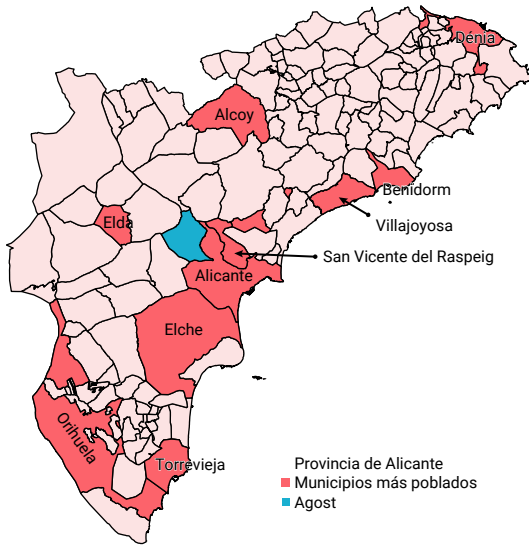 Dénia
Alcoy
Benidorm
Elda
Villajoyosa
San Vicente del Raspeig
Alicante
Elche
Orihuela
Torrevieja
Provincia de Alicante
Municipios más poblados
Agost